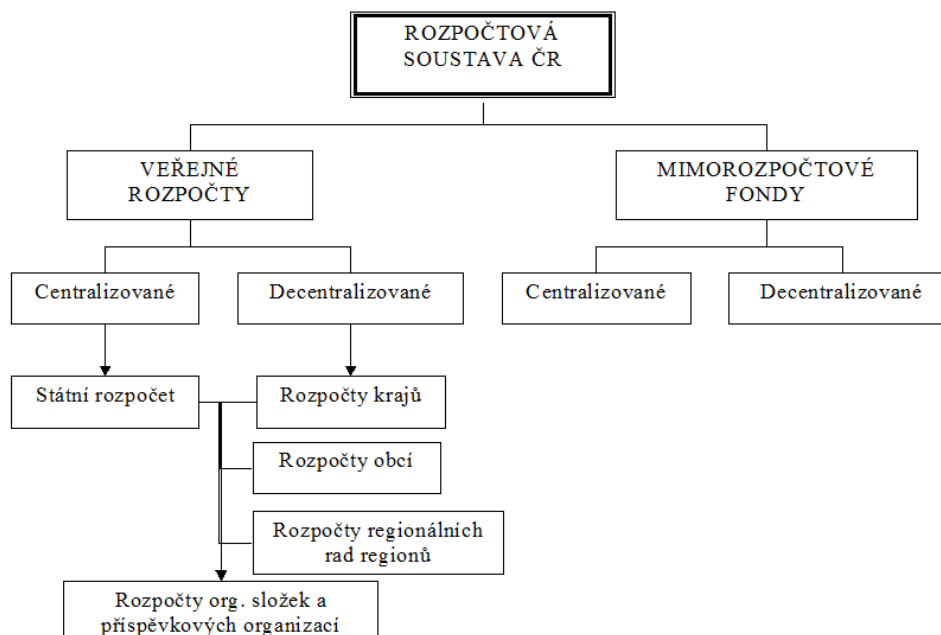 ROZPOČTOVÁ
SOUSTAVA ČR
VEŘEJNÉ
ROZPOČTY
MIMOROZPOČTOVÉ
FONDY
Centralizované
Decentralizované
Centralizované
Decentralizované
Státní rozpočet
Rozpočty krajů
Rozpočty obcí
Rozpočty regionálních
rad regionů
Rozpočty org. složek a
příspěvkových organizací